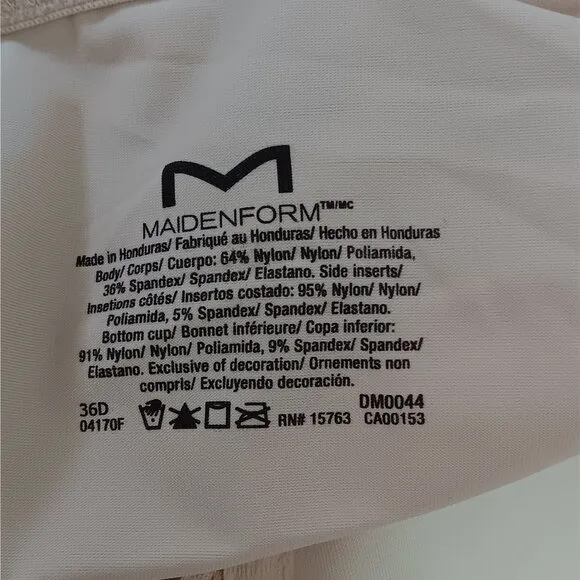 M
MAIDENFORM™/MC
Made in Honduras/ Fabriqué au Honduras/ Hecho en Honduras
Body/ Corps/ Cuerpo: 64% Nylon/ Nylon/ Poliamida,
36% Spandex/ Spandex/ Elastano. Side inserts/
Insetions côtés/ Insertos costado: 95% Nylon/ Nylon/
Poliamida, 5% Spandex/ Spandex/ Elastano.
Bottom cup/ Bonnet inférieure/ Copa inferior:
91% Nylon/ Nylon/ Poliamida, 9% Spandex/ Spandex/
Elastano. Exclusive of decoration/ Ornements non
compris/ Excluyendo decoración.
36D DM0044
04170F RN# 15763 CA00153